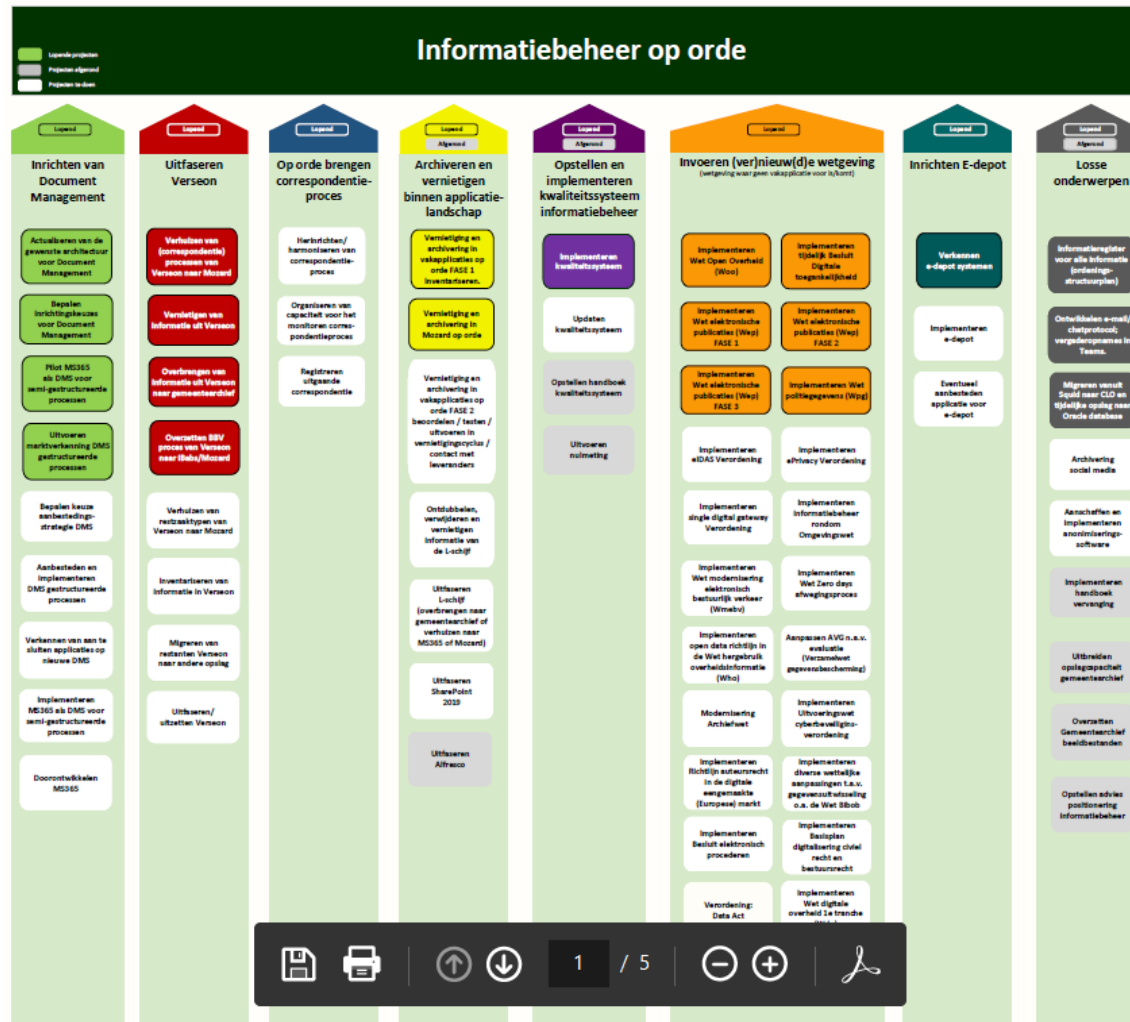 Informatiebeheer op orde
Lopende projecten
Projecten afgerond
Projecten te doen
Lopend
Inrichten van
Document
Management
Actualiseren van de
gewenste architectuur
voor Document
Management
Bepalen
Inrichtingskeuzes
voor Document
Management
Pilot MS365
als DMS voor
semi-gestructureerde
processen
Uitvoeren
marktverkenning DMS
gestructureerde
processen
Bepalen keuze
aanbestedings-
strategie DMS
Aanbesteden en
implementeren
DMS gestructureerde
processen
Verkennen van aan te
sluiten applicaties op
nieuwe DMS
Implementeren
MS365 als DMS voor
semi-gestructureerde
processen
Doorontwikkelen
MS365
Lopend
Uitfaseren
Verseon
Verhuizen van
(correspondentie)
processen van
Verseon naar Mozard
Vernietigen van
Informatie uit Verseon
Overbrengen van
Informatie uit Verseon
naar gemeentearchief
Overzetten BBV
proces van Verseon
naar iBabs/Mozard
Verhuizen van
restzaaktypen van
Verseon naar Mozard
Inventariseren van
Informatie in Verseon
Migreren van
restanten Verseon
naar andere opslag
Uitfaseren/
uitzetten Verseon
Lopend
Op orde brengen
correspondentie-
proces
Herinrichten/
harmoniseren van
correspondentie-
proces
Organiseren van
capaciteit voor het
monitoren corres-
pondentieproces
Registreren
uitgaande
correspondentie
Lopend
Afgerond
Archiveren en
vernietigen
binnen applicatie-
landschap
Vernietiging en
archivering in
vakapplicaties op
orde FASE 1
Inventariseren.
Vernietiging en
archivering in
Mozard op orde
Vernietiging en
archivering in
vakapplicaties op
orde FASE 2
beoordelen / testen /
uitvoeren in
vernietigingscyclus /
contact met
leveranciers
Ontdubbelen,
verwijderen en
vernietigen
Informatie van
de L-schijf
Uitfaseren
L-schijf
(overbrengen naar
gemeentearchief of
verhuizen naar
MS365 of Mozard)
Uitfaseren
SharePoint
2019
Uitfaseren
Alfresco
Lopend
Afgerond
Opstellen en
implementeren
kwaliteitssysteem
informatiebeheer
Implementeren
kwaliteitssysteem
Updaten
kwaliteitssysteem
Opstellen handboek
kwaliteitssysteem
Uitvoeren
nulmeting
Lopend
Invoeren (ver)nieuw(d)e wetgeving
(wetgeving waar geen vakapplicatie voor is/komt)
Implementeren
Wet Open Overheid
(Woo)
Implementeren
tijdelijk Besluit
Digitale
toegankelijkheid
Implementeren
Wet elektronische
publicaties (Wep)
FASE 1
Implementeren
Wet elektronische
publicaties (Wep)
FASE 2
Implementeren
Wet elektronische
publicaties (Wep)
FASE 3
Implementeren Wet
politiegegevens (Wpg)
Implementeren
eIDAS Verordening
Implementeren
ePrivacy Verordening
Implementeren
single digital gateway
Verordening
Implementeren
Informatiebeheer
rondom
Omgevingswet
Implementeren
Wet modernisering
elektronisch
bestuurlijk verkeer
(Wmebv)
Implementeren
Wet Zero days
afwegingsproces
Implementeren
open data richtlijn in
de Wet hergebruik
overheidsinformatie
(Who)
Aanpassen AVG n.a.v.
evaluatie
(Verzamelwet
gegevensbescherming)
Modernisering
Archiefwet
Implementeren
Uitvoeringswet
cyberbeveiligins-
verordening
Implementeren
Richtlijn auteursrecht
in de digitale
eengemaakte
(Europese) markt
Implementeren
diverse wettelijke
aanpassingen t.a.v.
gegevensuitwisseling
o.a. de Wet Bibob
Implementeren
Besluit elektronisch
procederen
Implementeren
Basisplan
digitalisering civiel
recht en
bestuursrecht
Verordening:
Data Act
Implementeren
Wet digitale
overheid 1e tranche
Lopend
Inrichten E-depot
Verkennen
e-depot systemen
Implementeren
e-depot
Eventueel
aanbesteden
applicatie voor
e-depot
Lopend
Afgerond
Losse
onderwerpen
Informatieregister
voor alle Informatie
(ordenings-
structuurplan)
Ontwikkelen e-mail/
chatprotocol;
vergaderopnames in
Teams.
Migreren vanuit
Squid naar CLO en
tijdelijke opslag naar
Oracle database
Archivering
social media
Aanschaffen en
Implementeren
anonimiserings-
software
Implementeren
handboek
vervanging
Uitbreiden
opslagcapaciteit
gemeentearchief
Overzetten
Gemeentearchief
beeldbestanden
Opstellen advies
positionering
Informatiebeheer
1 / 5